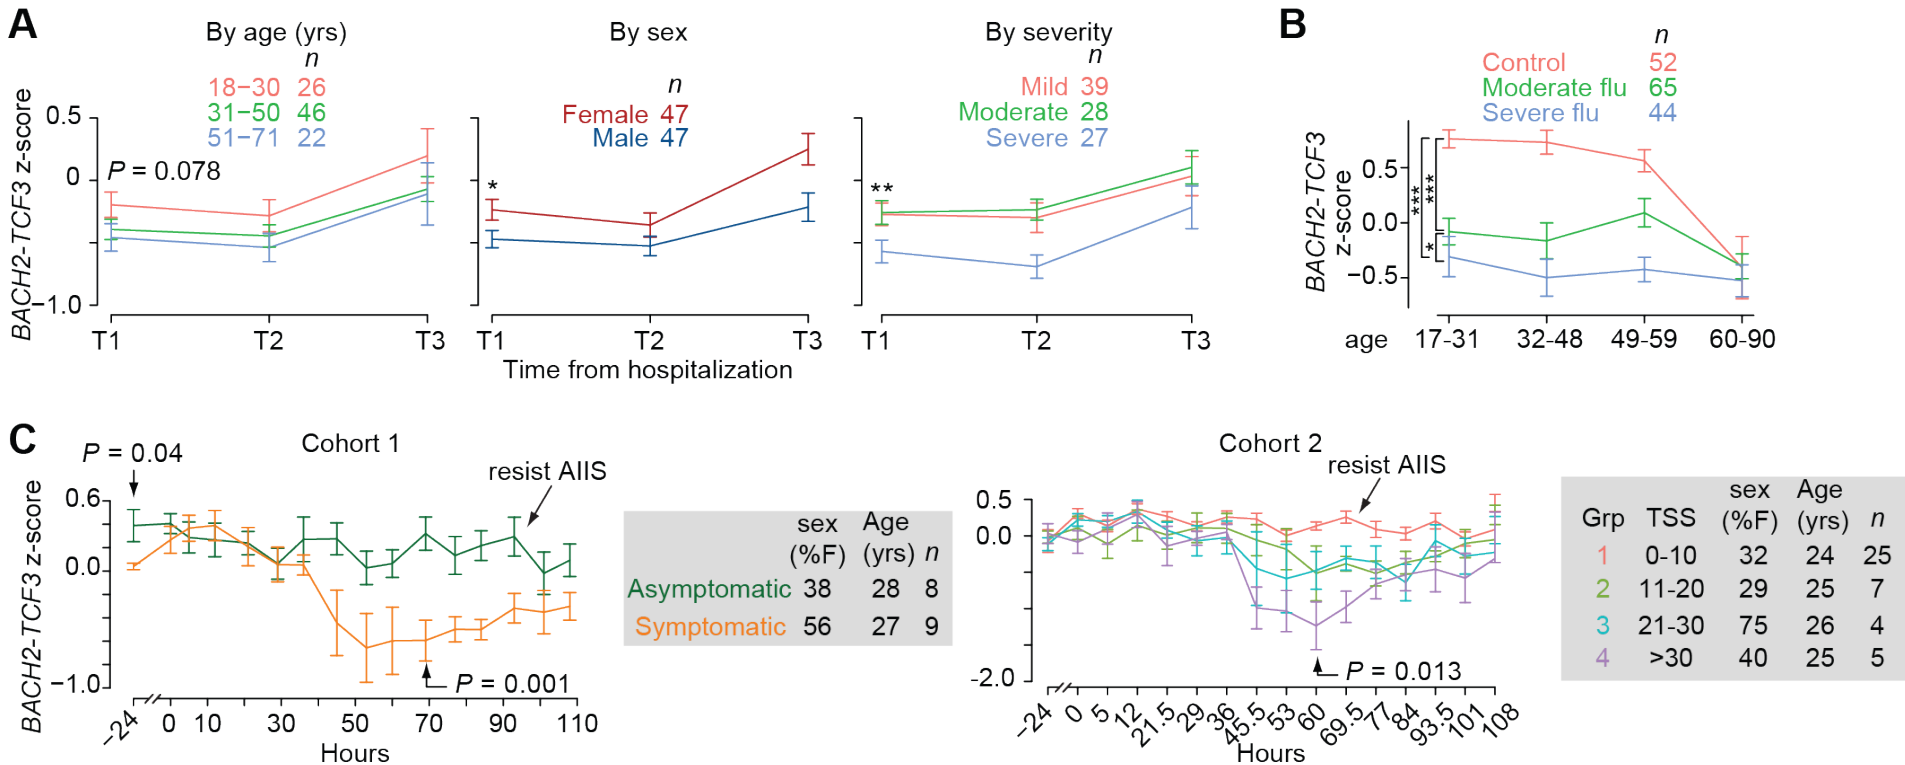 A
By age (yrs)
n
18−30 26
31−50 46
51−71 22
P = 0.078
By sex
n
Female 47
Male 47
*
By severity
n
Mild 39
Moderate 28
Severe 27
**
BACH2-TCF3 z-score
0.5
0
−1.0
T1 T2 T3
T1 T2 T3
T1 T2 T3
Time from hospitalization
B
n
Control 52
Moderate flu 65
Severe flu 44
BACH2-TCF3
z-score
0.5
0.0
−0.5
***
****
*
age 17-31 32-48 49-59 60-90
C
Cohort 1
P = 0.04
resist AIIS
BACH2-TCF3 z-score
0.6
0.0
−1.0
P = 0.001
−24 0 10 30 50 70 90 110
Hours
sex Age
(%F) (yrs) n
Asymptomatic 38 28 8
Symptomatic 56 27 9
Cohort 2
resist AIIS
0.5
0.0
-2.0
P = 0.013
−24 0 5 12 21.5 29 36 45.5 53 60 69.5 77 84 93.5 101 108
Hours
sex Age
Grp TSS (%F) (yrs) n
1 0-10 32 24 25
2 11-20 29 25 7
3 21-30 75 26 4
4 >30 40 25 5